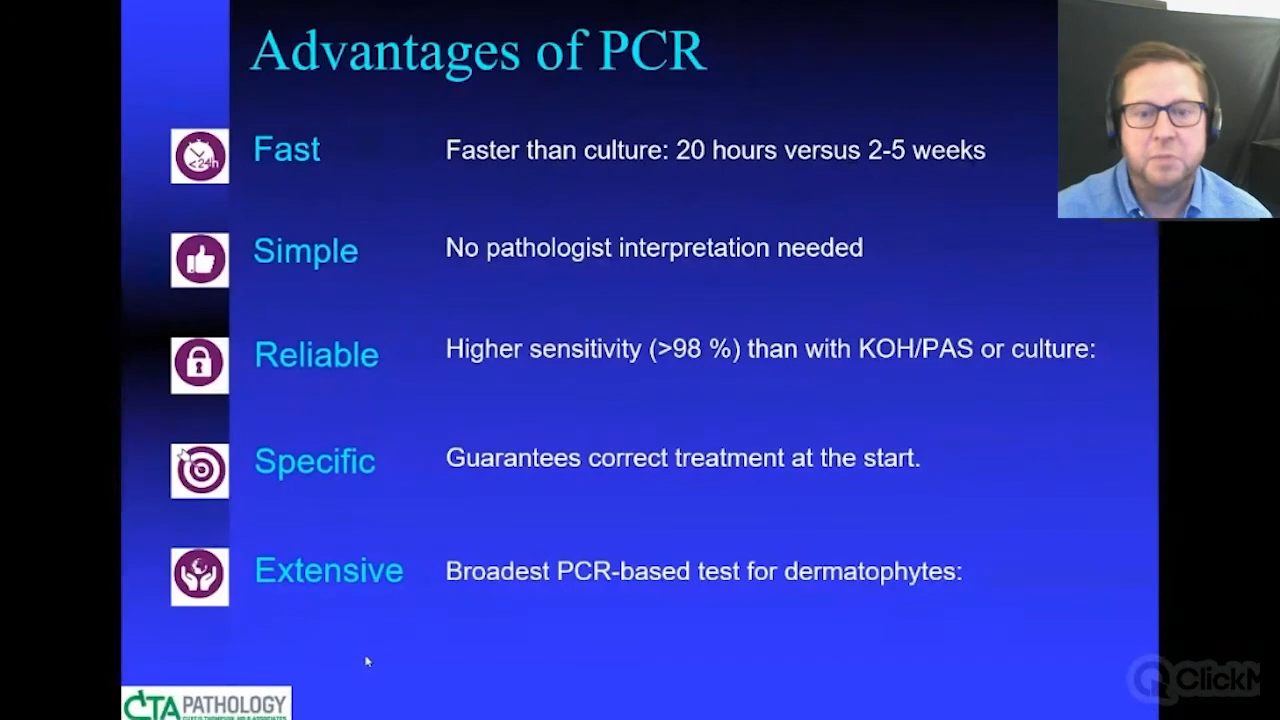 Advantages of PCR
<24h
Fast
Faster than culture: 20 hours versus 2-5 weeks
Simple
No pathologist interpretation needed
Reliable
Higher sensitivity (>98 %) than with KOH/PAS or culture:
Specific
Guarantees correct treatment at the start.
Extensive
Broadest PCR-based test for dermatophytes:
CTA PATHOLOGY
ClickM